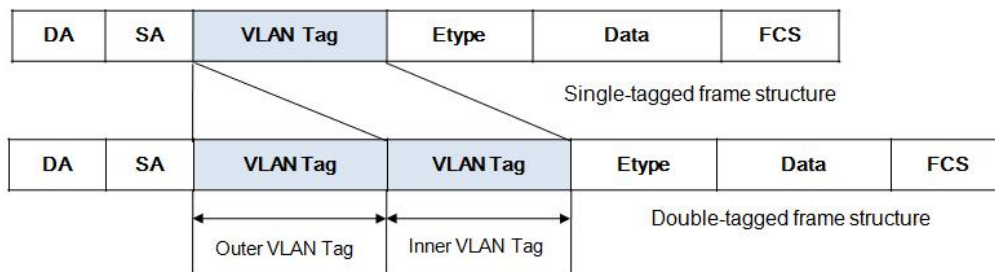 DA SA VLAN Tag Etype Data FCS
Single-tagged frame structure
DA SA VLAN Tag VLAN Tag Etype Data FCS
Double-tagged frame structure
Outer VLAN Tag Inner VLAN Tag